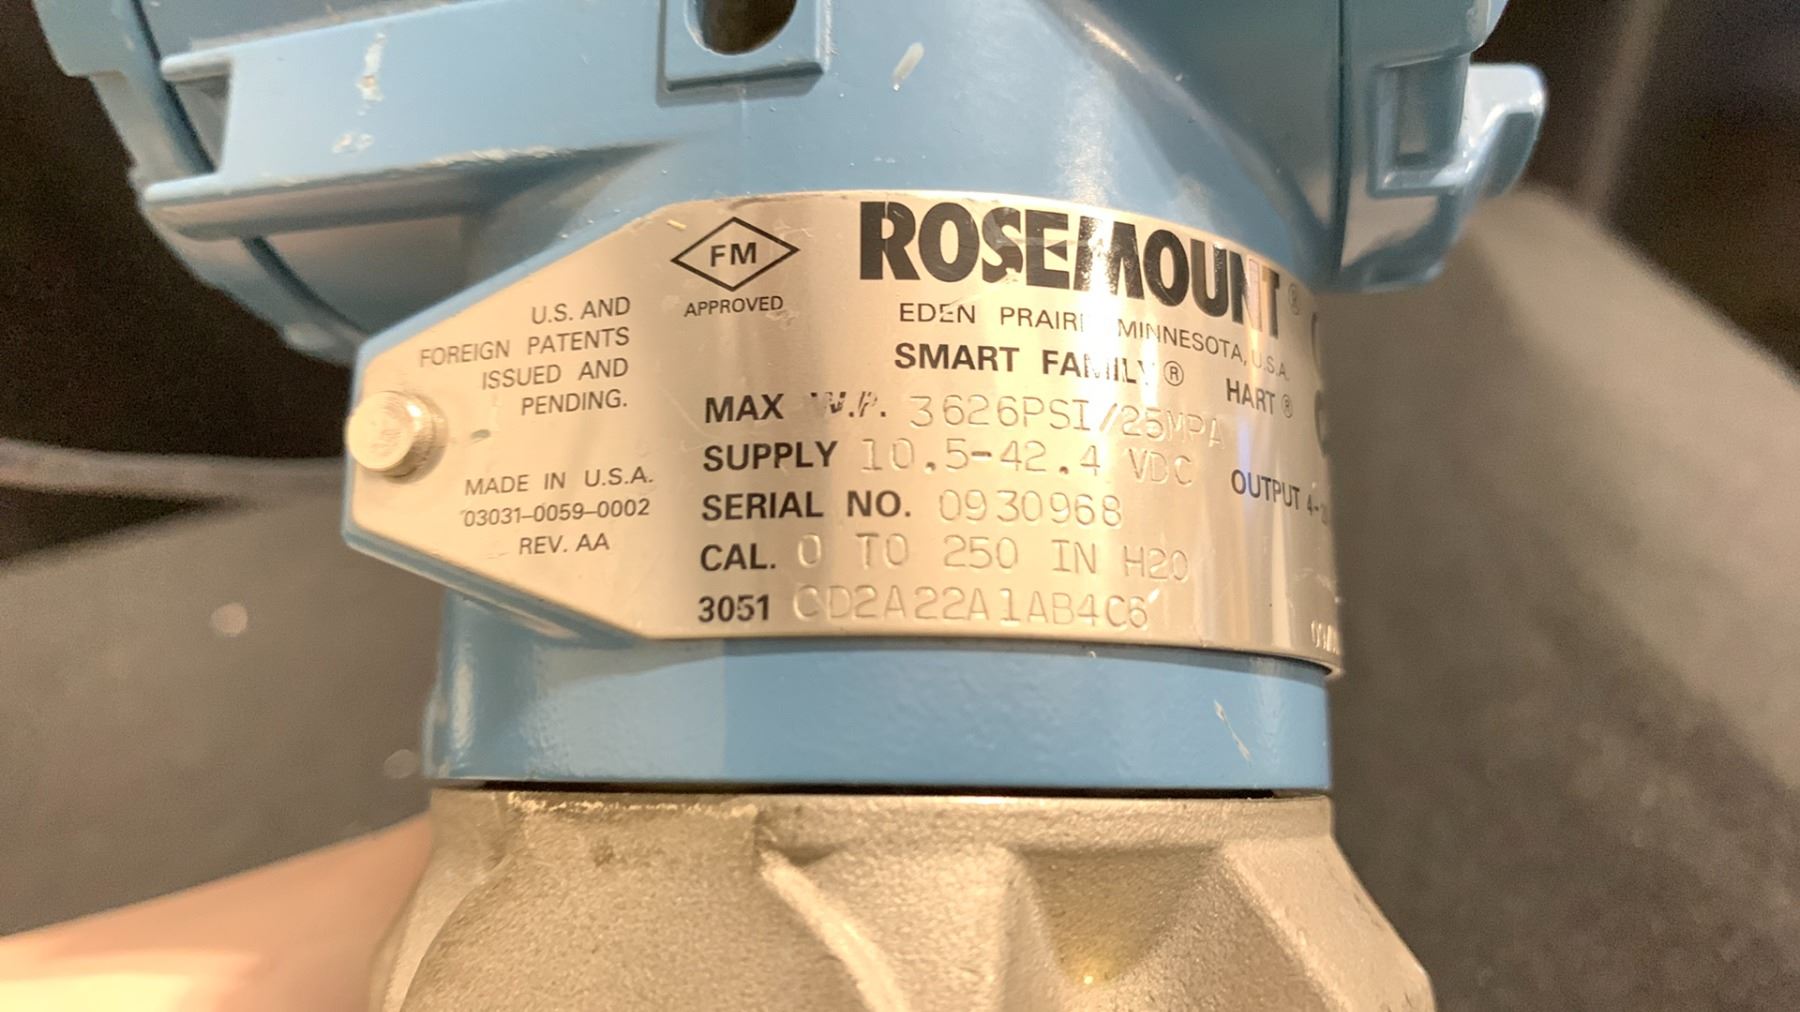 FM
APPROVED
U.S. AND
FOREIGN PATENTS
ISSUED AND
PENDING.
MADE IN U.S.A.
03031-0059-0002
REV. AA
ROSEMOUNT®
EDEN PRAIRI MINNESOTA, U.S.A.
SMART FAMILY®
HART®
MAX W.P. 3626PSI/25MPA
SUPPLY 10.5-42.4 VDC
OUTPUT 4-
SERIAL NO. 0930968
CAL. 0 TO 250 IN H2O
3051 CD2A22A1AB4C6